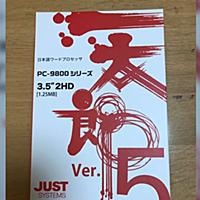 日本語ワードプロセッサ
PC-9800シリーズ
3.5"2HD
[1.25MB]
太郎
Ver.5
JUST
SYSTEMS